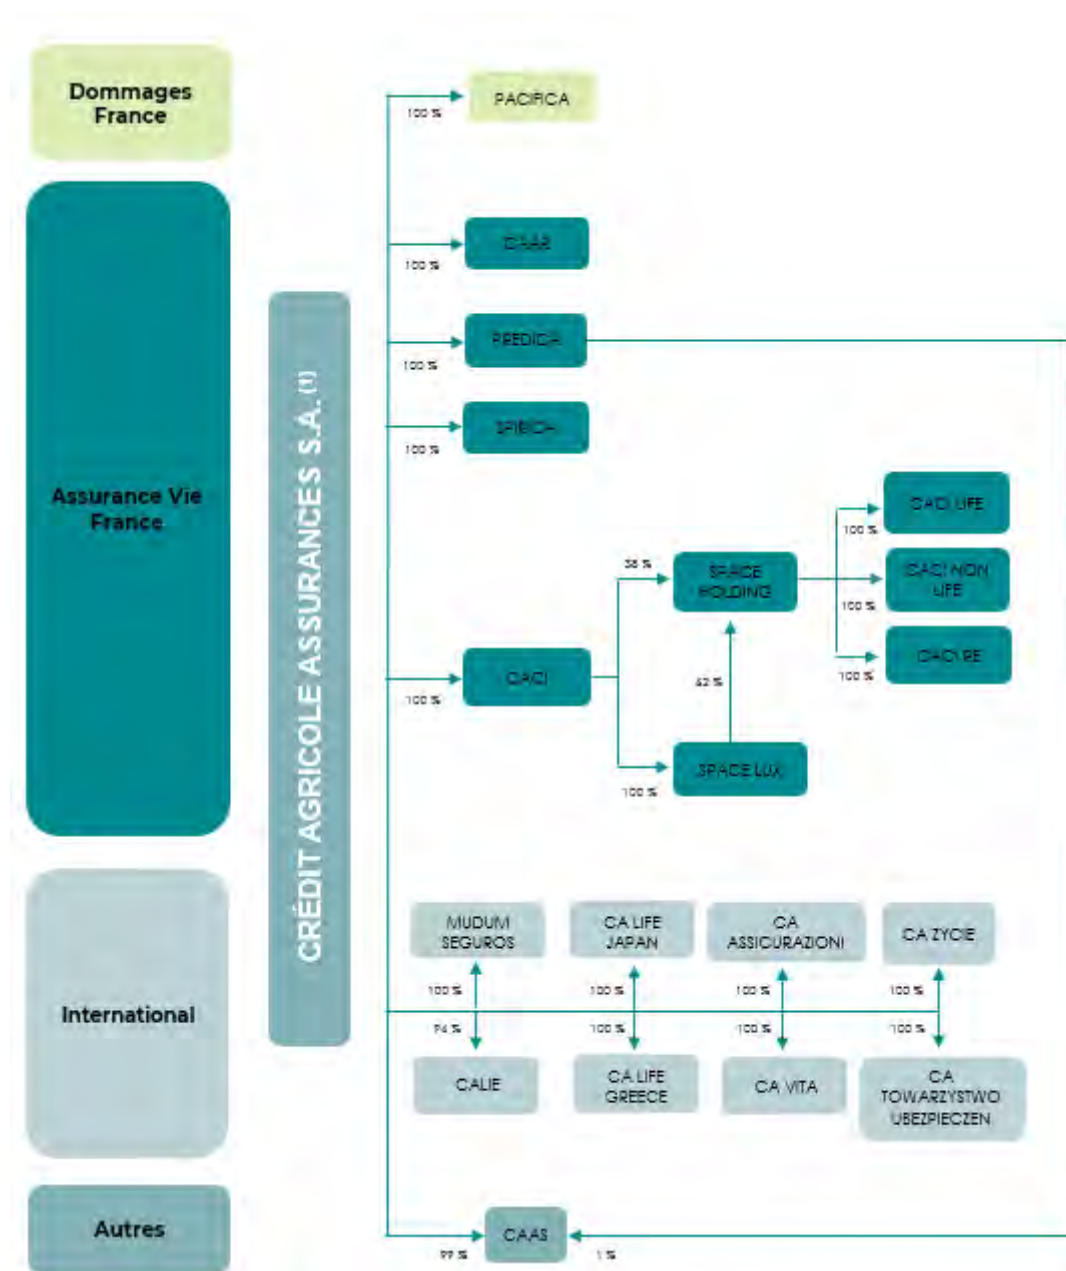 Dommages
France
PACIFICA
100 %
CAAR
100 %
PREDICA
100 %
SPIRICA
100 %
Assurance Vie
France
CRÉDIT AGRICOLE ASSURANCES S.A.(1)
CACI LIFE
100 %
38 %
SPACE
HOLDING
CACI NON
LIFE
100 %
CACI RE
100 %
CACI
100 %
62 %
SPACE LUX
100 %
International
MUDUM
SEGUROS
CA LIFE
JAPAN
CA
ASSICURAZIONI
CA ZYCIE
100 %
100 %
100 %
100 %
94 %
100 %
100 %
100 %
CALIE
CA LIFE
GREECE
CA VITA
CA
TOWARZYSTWO
UBEZPIECZEN
Autres
CAAS
99 %
1 %